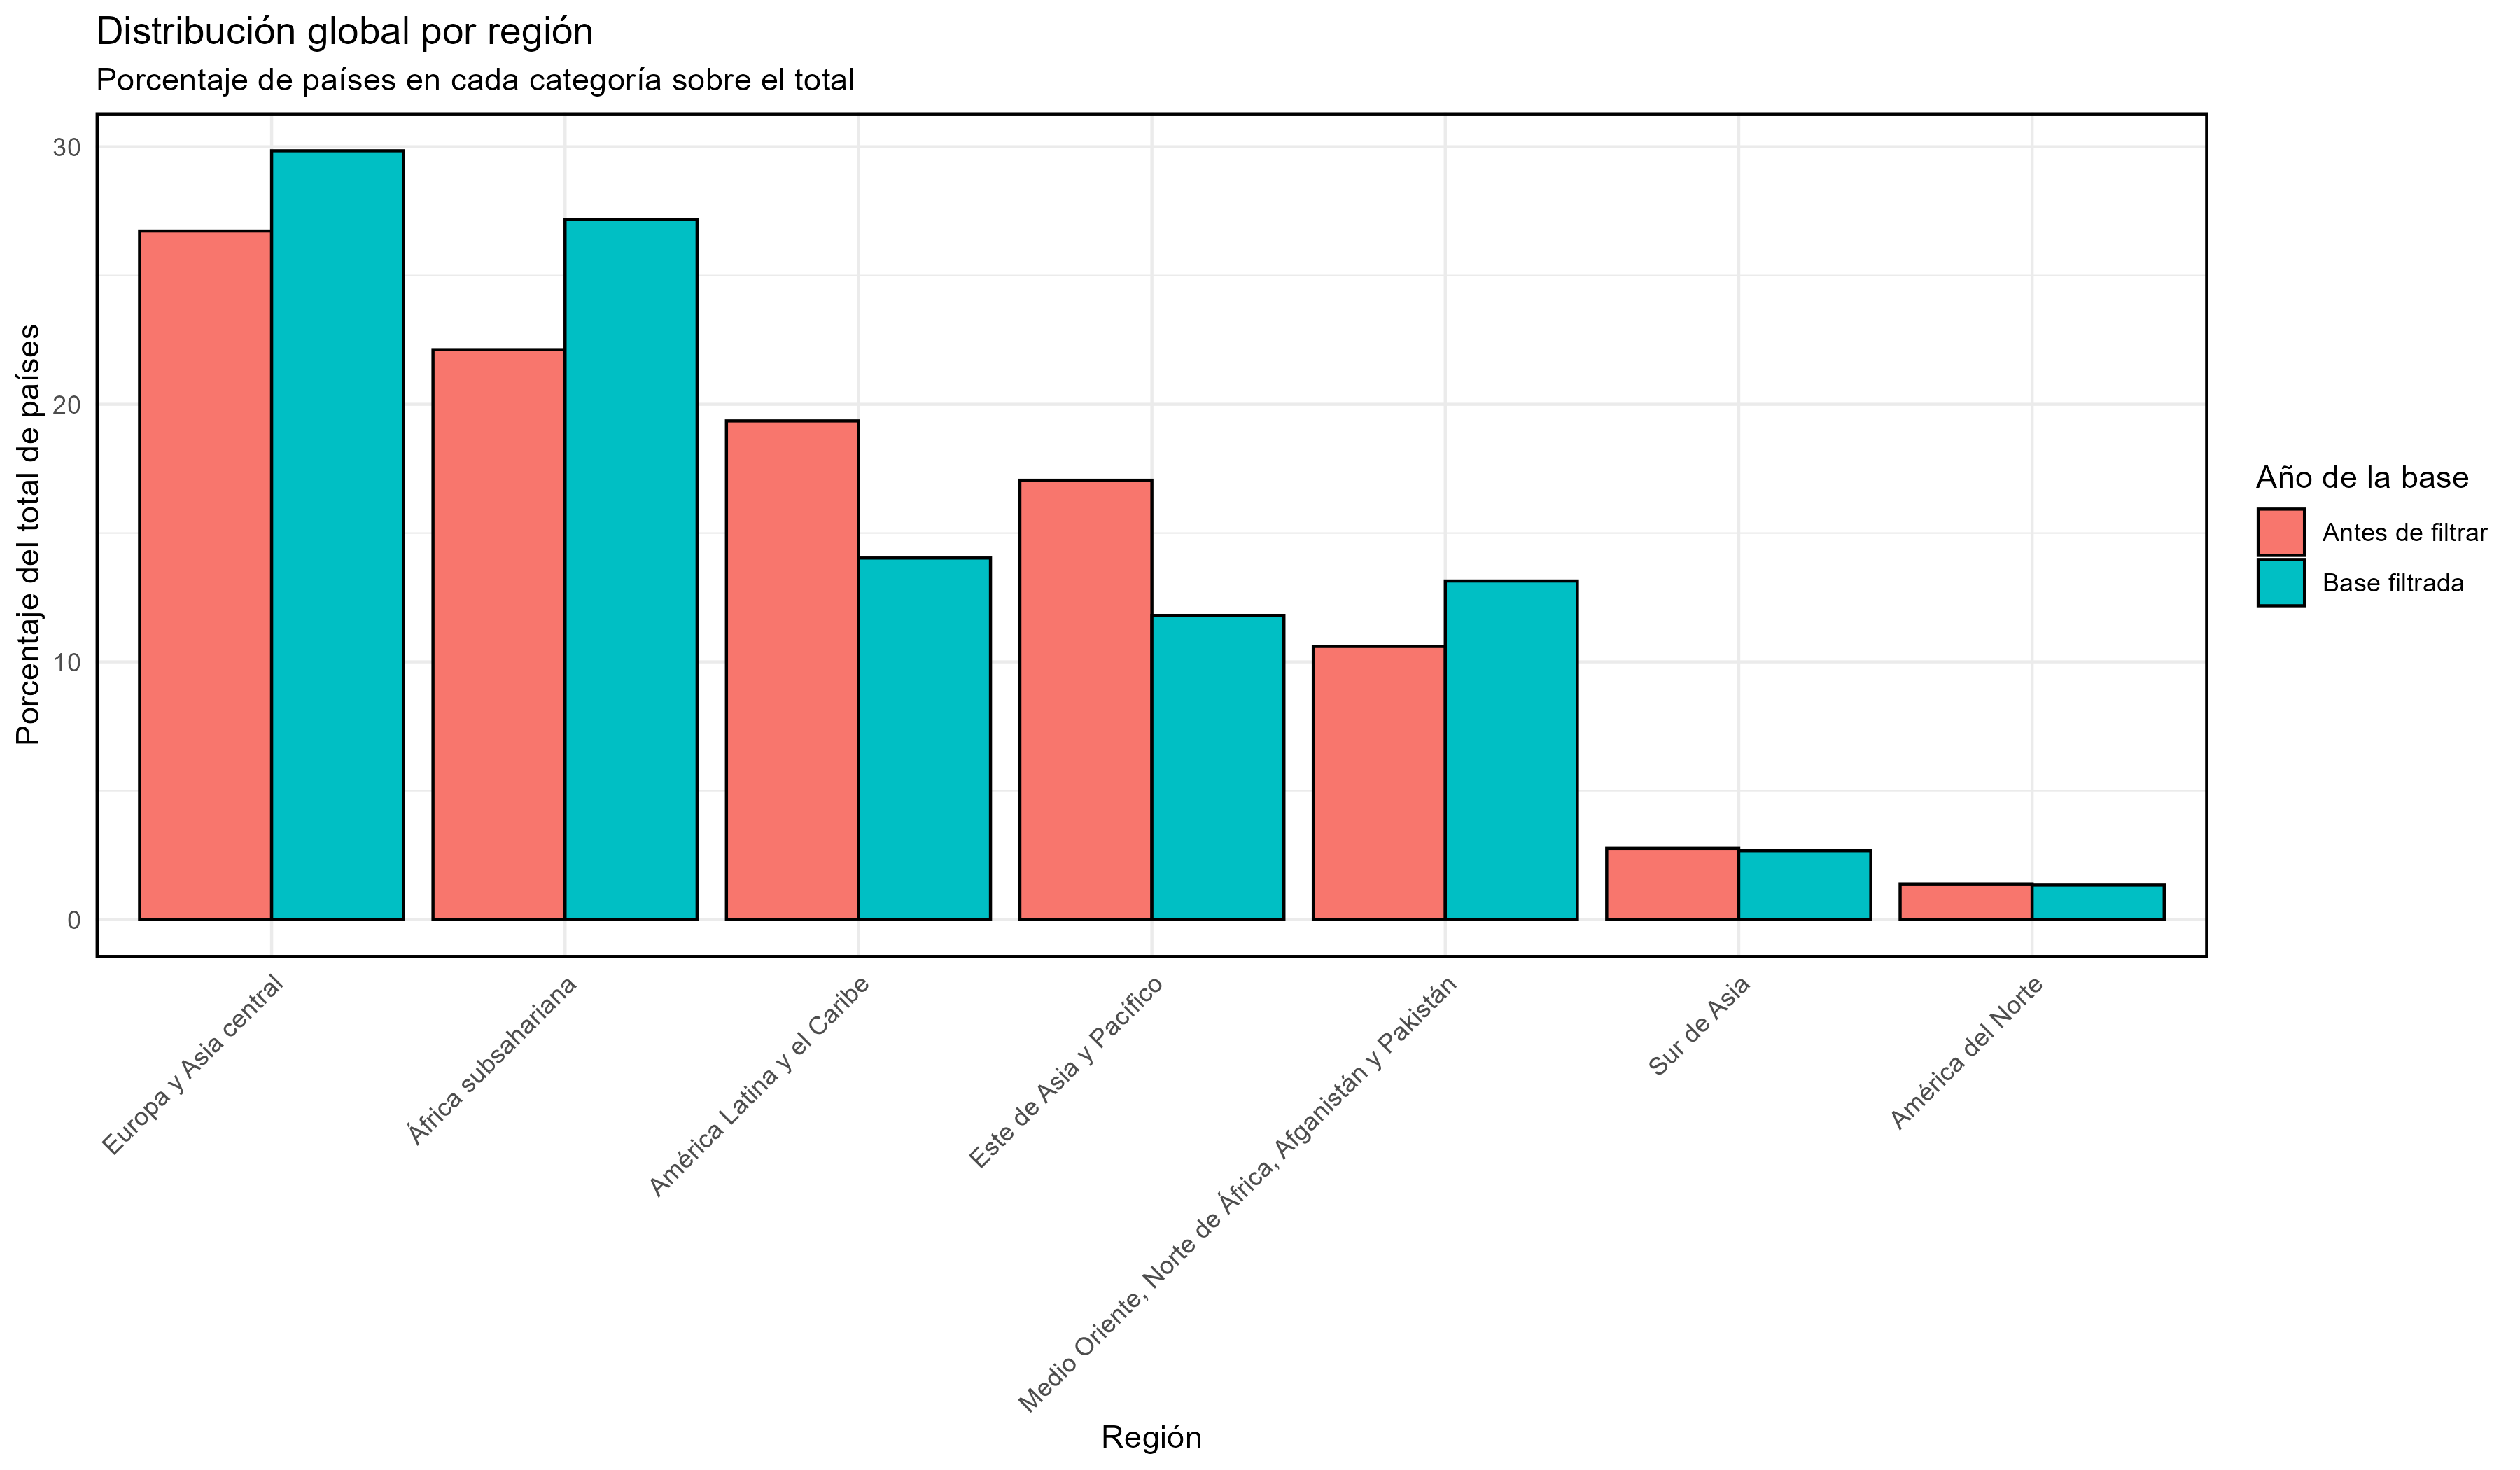 Distribución global por región
Porcentaje de países en cada categoría sobre el total
Porcentaje del total de países
30
20
10
0
Europa y Asia central
África subsahariana
América Latina y el Caribe
Este de Asia y Pacífico
Medio Oriente, Norte de África, Afganistán y Pakistán
Sur de Asia
América del Norte
Región
Año de la base
Antes de filtrar
Base filtrada